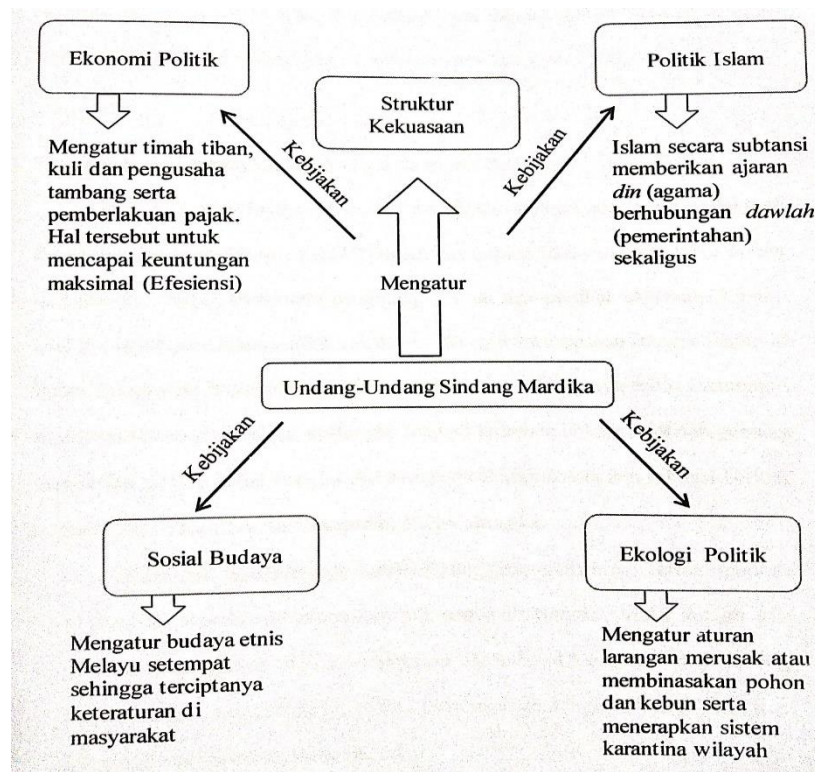 Ekonomi Politik
Mengatur timah tiban,
kuli dan pengusaha
tambang serta
pemberlakuan pajak.
Hal tersebut untuk
mencapai keuntungan
maksimal (Efesiensi)
Kebijakan
Struktur
Kekuasaan
Mengatur
Kebijakan
Politik Islam
Islam secara subtansi
memberikan ajaran
din (agama)
berhubungan dawlah
(pemerintahan)
sekaligus
Undang-Undang Sindang Mardika
Kebijakan
Kebijakan
Sosial Budaya
Mengatur budaya etnis
Melayu setempat
sehingga terciptanya
keteraturan di
masyarakat
Ekologi Politik
Mengatur aturan
larangan merusak atau
membinasakan pohon
dan kebun serta
menerapkan sistem
karantina wilayah